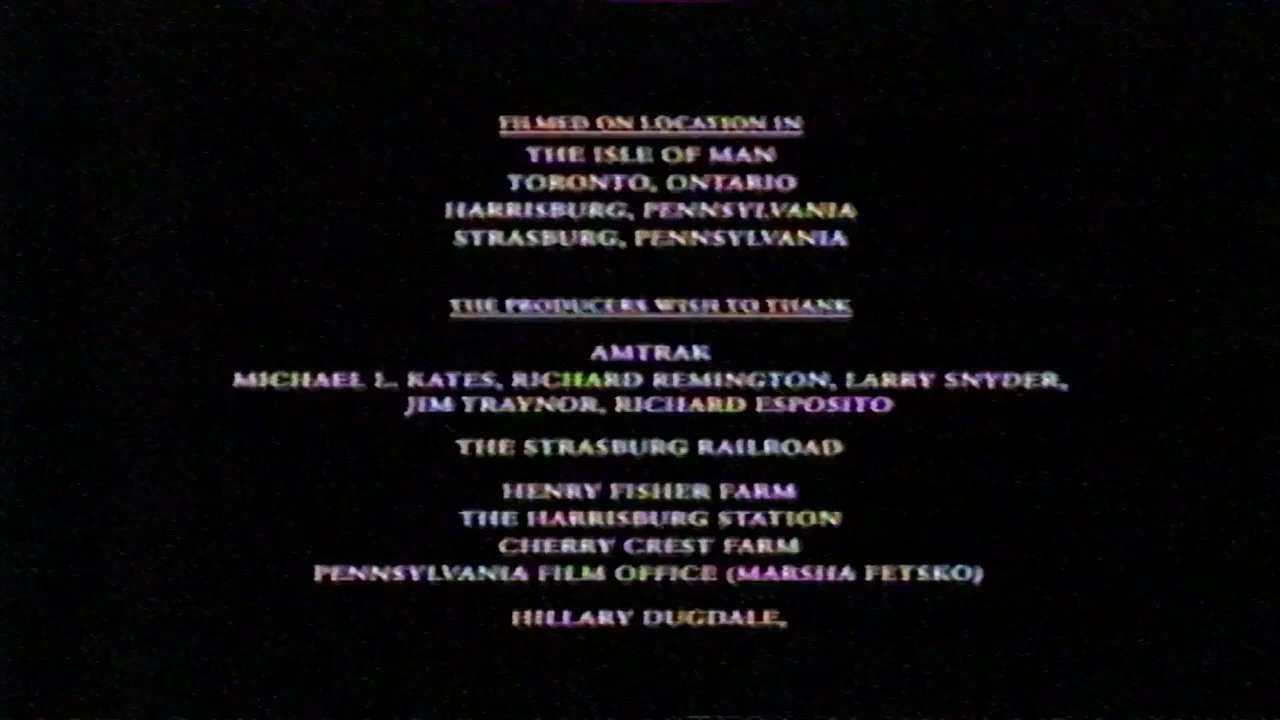 FILMED ON LOCATION IN
THE ISLE OF MAN
TORONTO, ONTARIO
HARRISBURG, PENNSYLVANIA
STRASBURG, PENNSYLVANIA
THE PRODUCERS WISH TO THANK
AMTRAK
MICHAEL L. KATES, RICHARD REMINGTON, LARRY SNYDER,
JIM TRAYNOR, RICHARD ESPOSITO
THE STRASBURG RAILROAD
HENRY FISHER FARM
THE HARRISBURG STATION
CHERRY CREST FARM
PENNSYLVANIA FILM OFFICE (MARSHA FETSKO)
HILLARY DUGDALE,